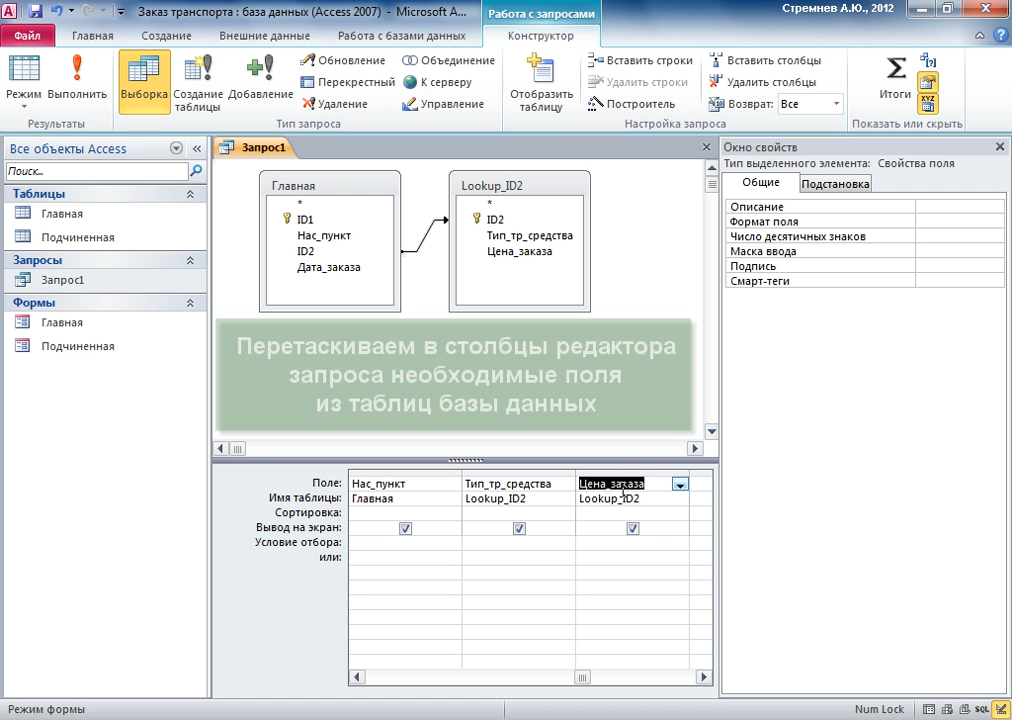 Заказ транспорта : база данных (Access 2007) - Microsoft A...
Работа с запросами
Стремнев А.Ю., 2012
Файл
Главная
Создание
Внешние данные
Работа с базами данных
Конструктор
Режим
Выполнить
Результаты
Выборка
Создание таблицы
Добавление
Обновление
Перекрестный
Удаление
Объединение
К серверу
Управление
Тип запроса
Отобразить таблицу
Вставить строки
Удалить строки
Построитель
Вставить столбцы
Удалить столбцы
Возврат: Все
Настройка запроса
Итоги
XYZ
Показать или скрыть
Все объекты Access
Поиск...
Таблицы
Главная
Подчиненная
Запросы
Запрос1
Формы
Главная
Подчиненная
Запрос1
Главная
*
ID1
Нас_пункт
ID2
Дата_заказа
Lookup_ID2
*
ID2
Тип_тр_средства
Цена_заказа
Перетаскиваем в столбцы редактора
запроса необходимые поля
из таблиц базы данных
Поле: Нас_пункт Тип_тр_средства Цена_заказа
Имя таблицы: Главная Lookup_ID2 Lookup_ID2
Сортировка:
Вывод на экран:
Условие отбора:
или:
Окно свойств
Тип выделенного элемента: Свойства поля
Общие
Подстановка
Описание
Формат поля
Число десятичных знаков
Маска ввода
Подпись
Смарт-теги
Режим формы
Num Lock
SQL